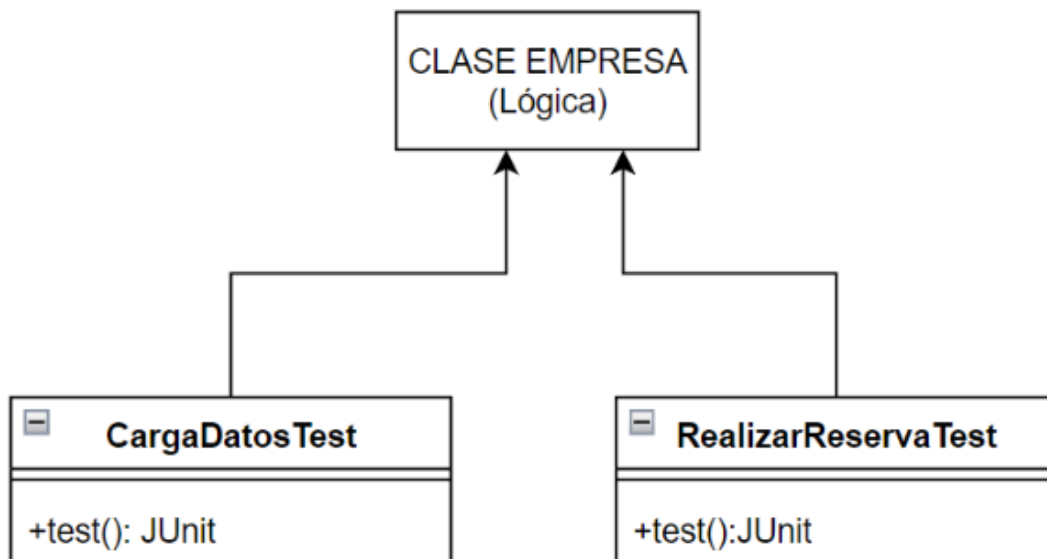 CLASE EMPRESA
(Lógica)
CargaDatosTest
RealizarReservaTest
+test(): JUnit
+test():JUnit